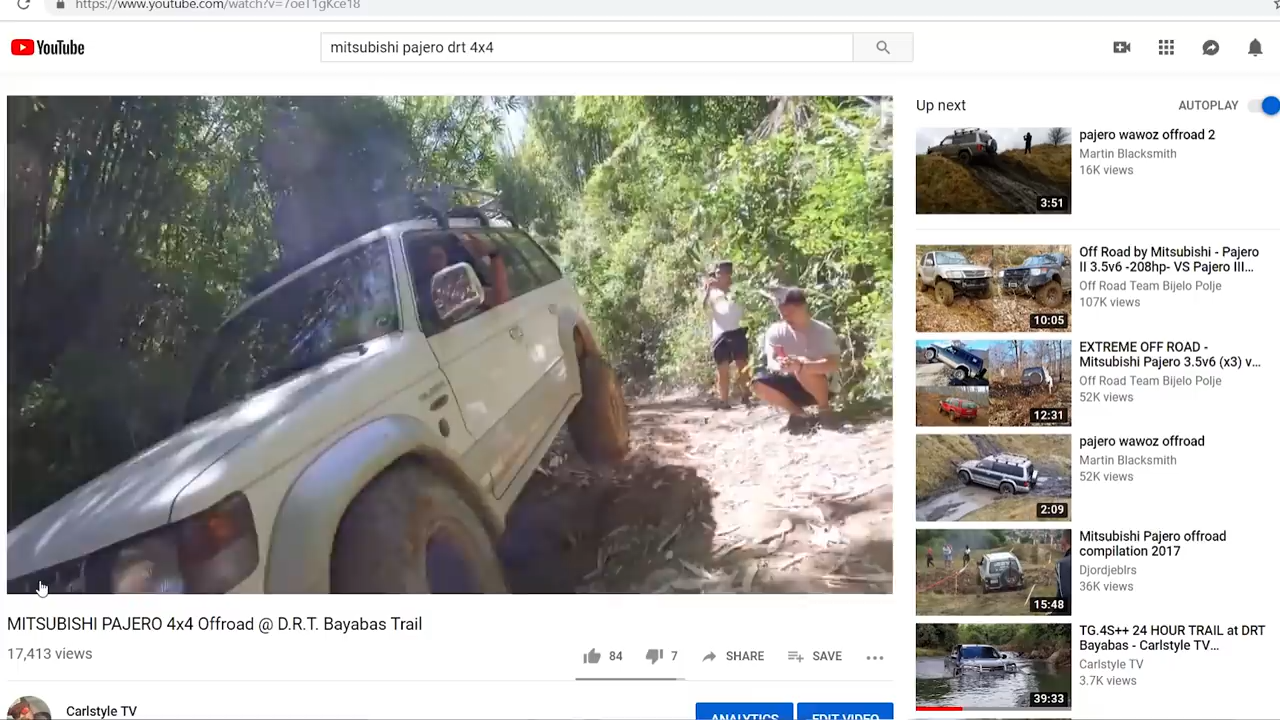 https://www.youtube.com/watch?v=7oeT1gKce18
YouTube
mitsubishi pajero drt 4x4
Up next
AUTOPLAY
pajero wawoz offroad 2
Martin Blacksmith
16K views
3:51
Off Road by Mitsubishi - Pajero
II 3.5v6 -208hp- VS Pajero III...
Off Road Team Bijelo Polje
107K views
10:05
EXTREME OFF ROAD -
Mitsubishi Pajero 3.5v6 (x3) v...
Off Road Team Bijelo Polje
52K views
12:31
pajero wawoz offroad
Martin Blacksmith
52K views
2:09
Mitsubishi Pajero offroad
compilation 2017
Djordjeblrs
36K views
15:48
TG.4S++ 24 HOUR TRAIL at DRT
Bayabas - Carlstyle TV...
Carlstyle TV
3.7K views
39:33
MITSUBISHI PAJERO 4x4 Offroad @ D.R.T. Bayabas Trail
17,413 views
84
7
SHARE
SAVE
Carlstyle TV
ANALYTICS
EDIT VIDEO